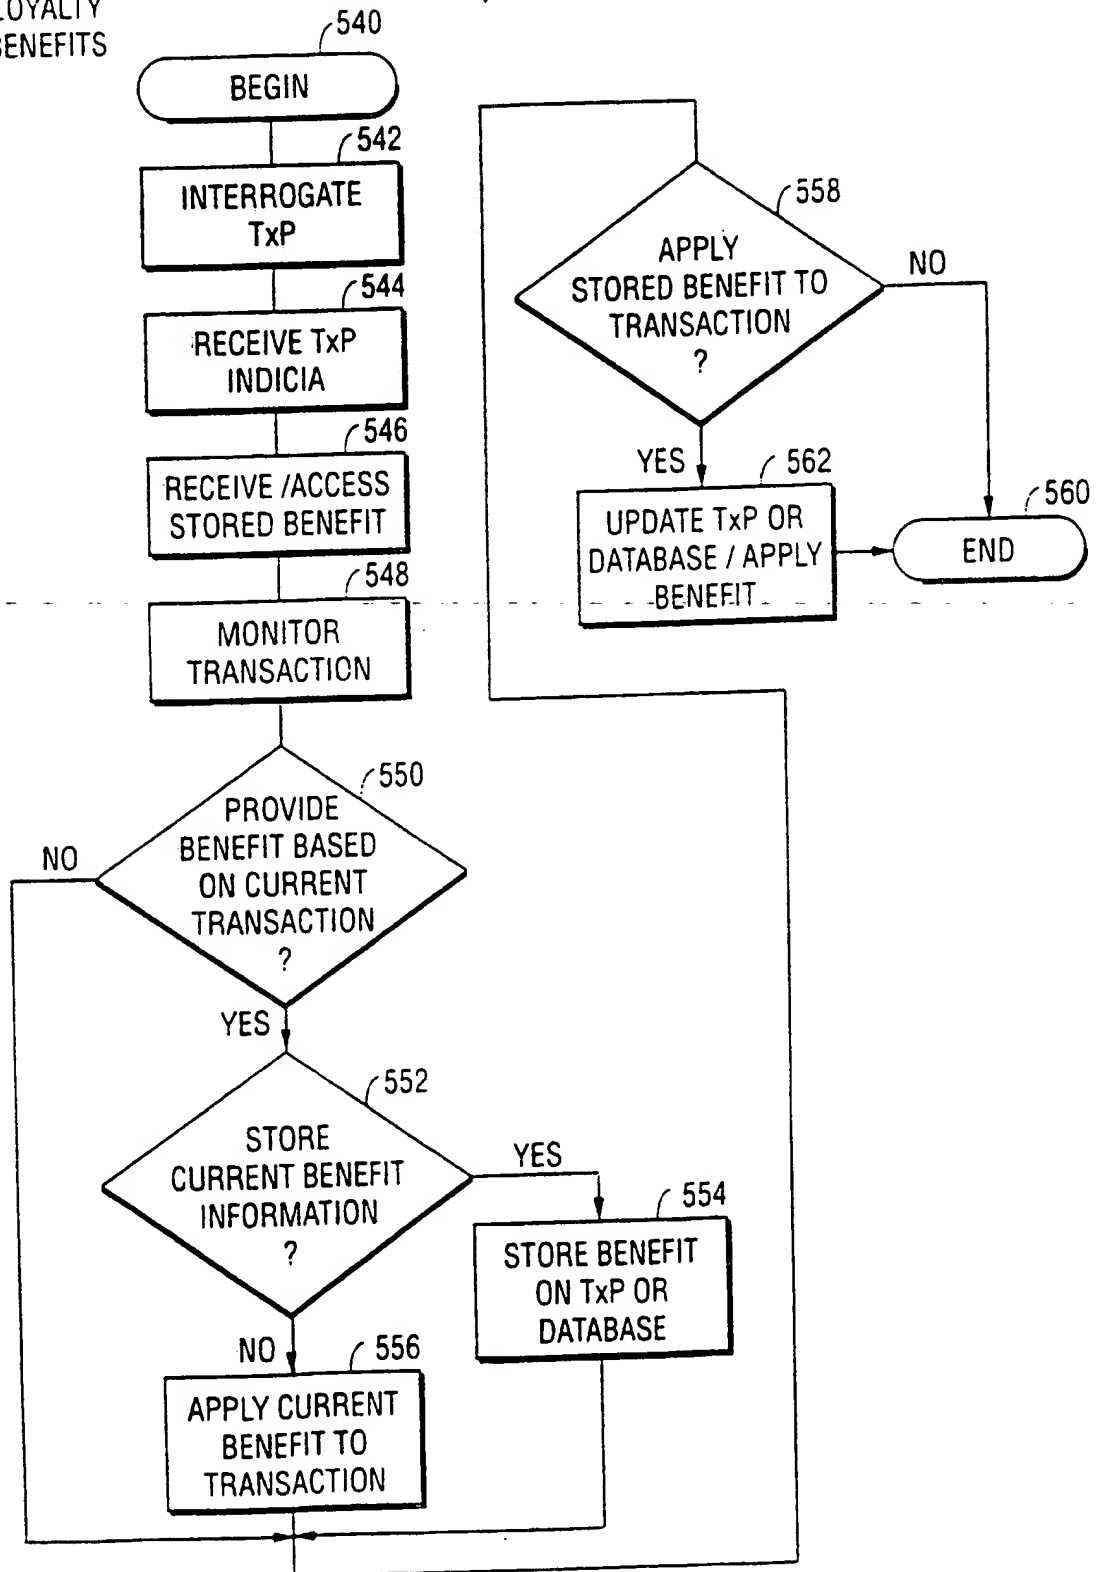 LOYALTY
BENEFITS
540
BEGIN
542
INTERROGATE
TxP
544
RECEIVE TxP
INDICIA
546
RECEIVE /ACCESS
STORED BENEFIT
548
MONITOR
TRANSACTION
550
PROVIDE
BENEFIT BASED
ON CURRENT
TRANSACTION
?
NO
YES
552
STORE
CURRENT BENEFIT
INFORMATION
?
YES
554
STORE BENEFIT
ON TxP OR
DATABASE
NO
556
APPLY CURRENT
BENEFIT TO
TRANSACTION
558
APPLY
STORED BENEFIT TO
TRANSACTION
?
NO
YES
562
UPDATE TxP OR
DATABASE / APPLY
BENEFIT
560
END